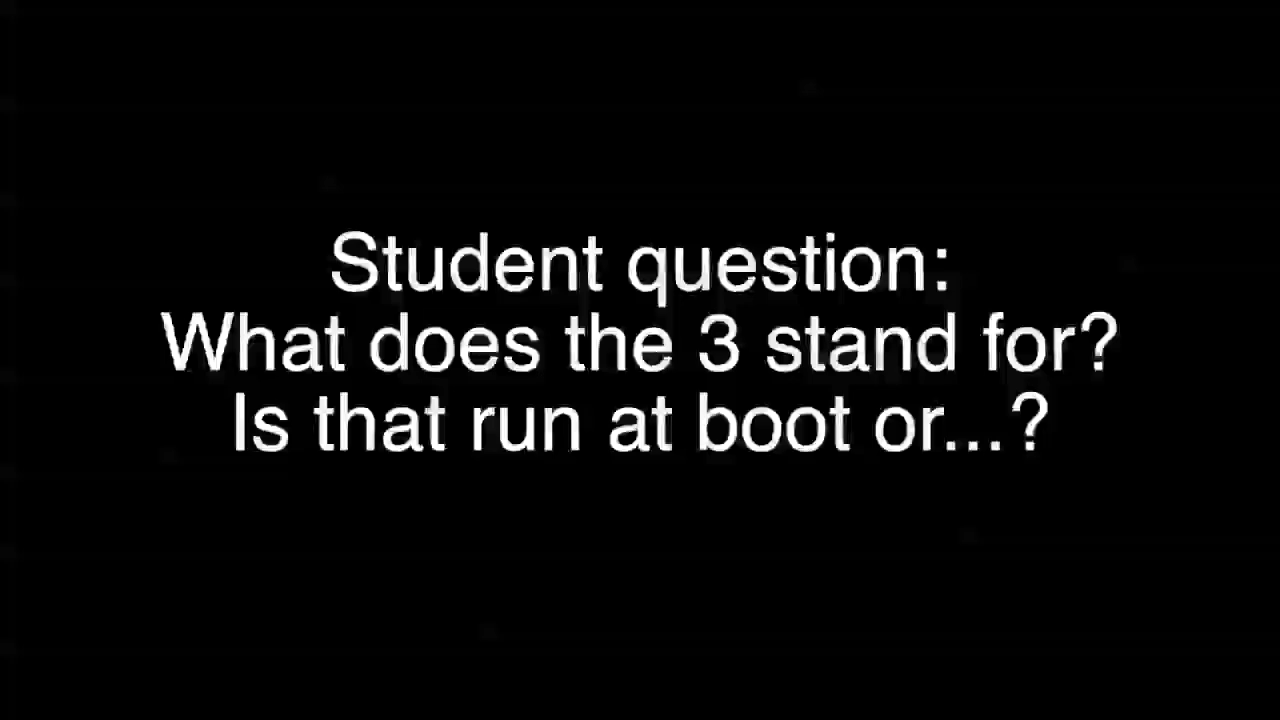 Student question:
What does the 3 stand for?
Is that run at boot or...?